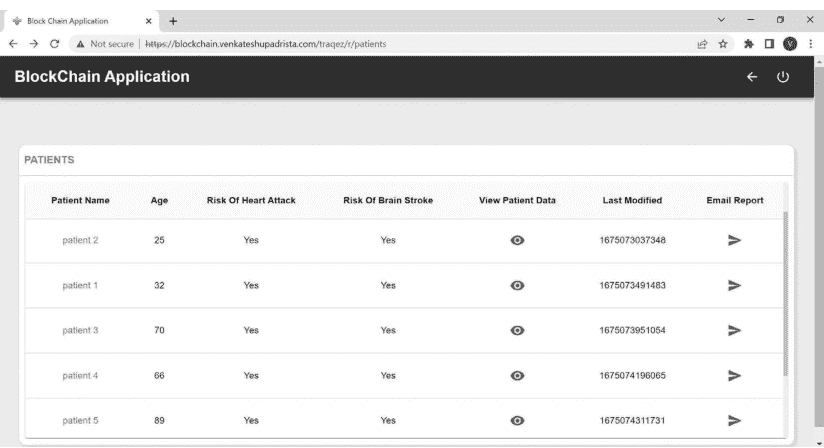 Block Chain Application
Not secure | https://blockchain.venkateshupadrista.com/traqez/r/patients
V
BlockChain Application
PATIENTS
Patient Name Age Risk Of Heart Attack Risk Of Brain Stroke View Patient Data Last Modified Email Report
patient 2 25 Yes Yes 1675073037348
patient 1 32 Yes Yes 1675073491483
patient 3 70 Yes Yes 1675073951054
patient 4 66 Yes Yes 1675074196065
patient 5 89 Yes Yes 1675074311731